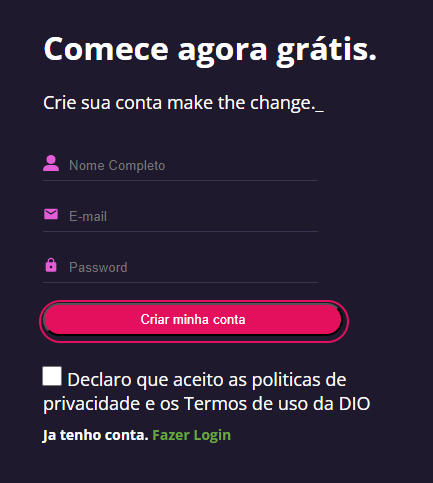 Comece agora grátis.
Crie sua conta make the change._
Nome Completo
E-mail
Password
Criar minha conta
Declaro que aceito as politicas de
privacidade e os Termos de uso da DIO
Ja tenho conta. Fazer Login